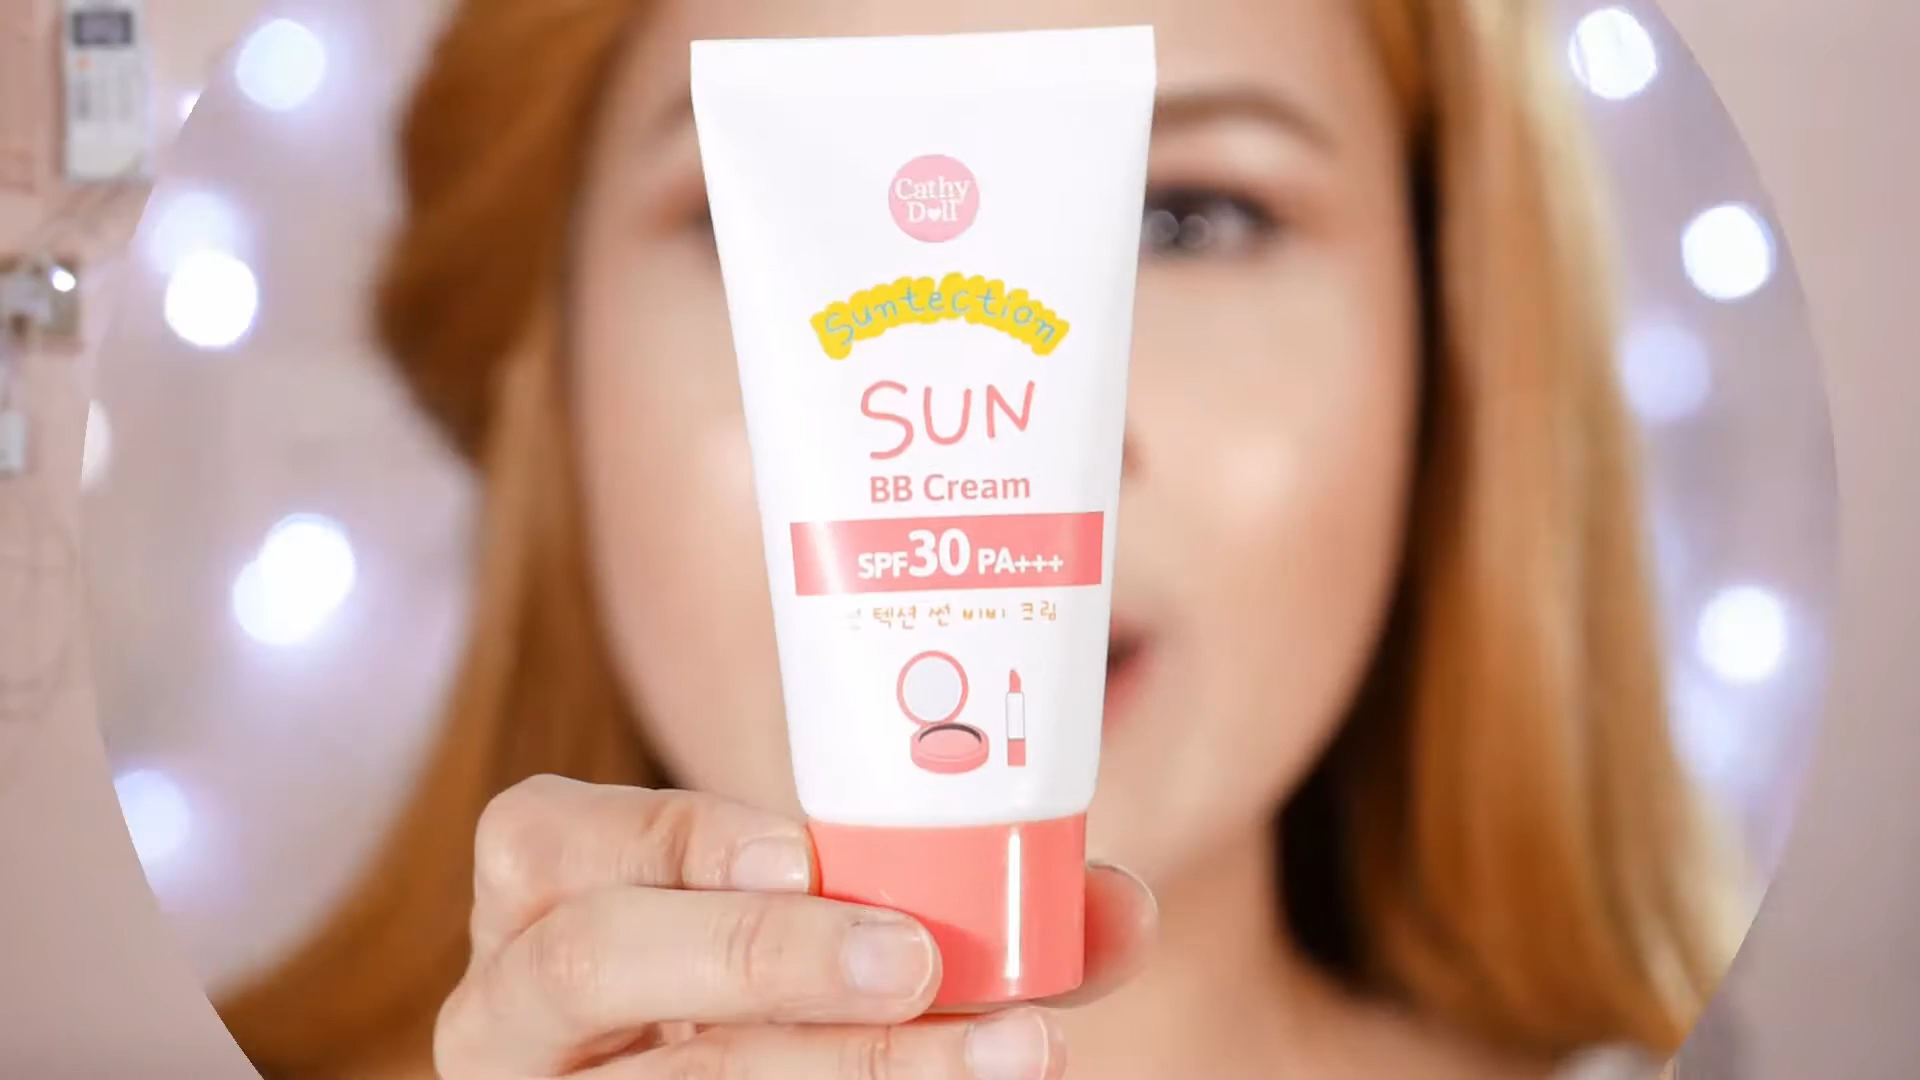 Cathy
Doll
Suntection
SUN
BB Cream
SPF30 PA+++
텍션 썬 비비 크림